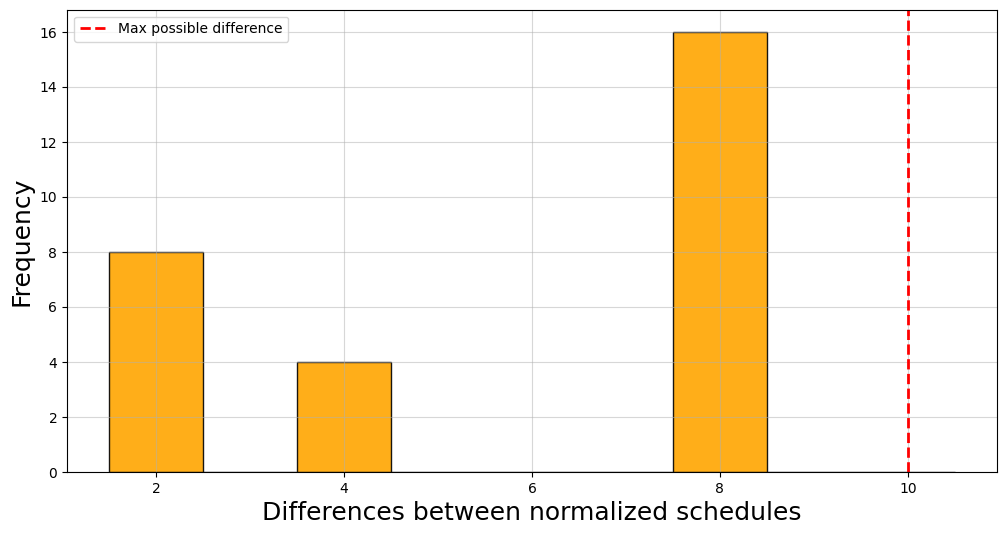 Max possible difference
Frequency
16
14
12
10
8
6
4
2
0
2 4 6 8 10
Differences between normalized schedules